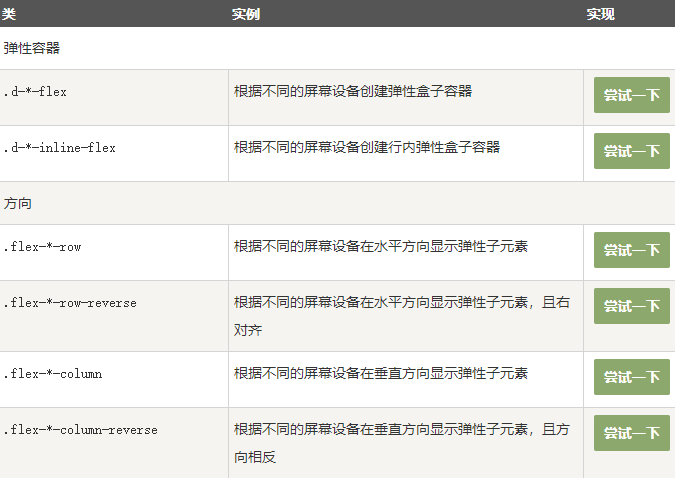 类 实例 实现
弹性容器
.d-*-flex 根据不同的屏幕设备创建弹性盒子容器 尝试一下
.d-*-inline-flex 根据不同的屏幕设备创建行内弹性盒子容器 尝试一下
方向
.flex-*-row 根据不同的屏幕设备在水平方向显示弹性子元素 尝试一下
.flex-*-row-reverse 根据不同的屏幕设备在水平方向显示弹性子元素，且右 尝试一下
对齐
.flex-*-column 根据不同的屏幕设备在垂直方向显示弹性子元素 尝试一下
.flex-*-column-reverse 根据不同的屏幕设备在垂直方向显示弹性子元素，且方 尝试一下
向相反